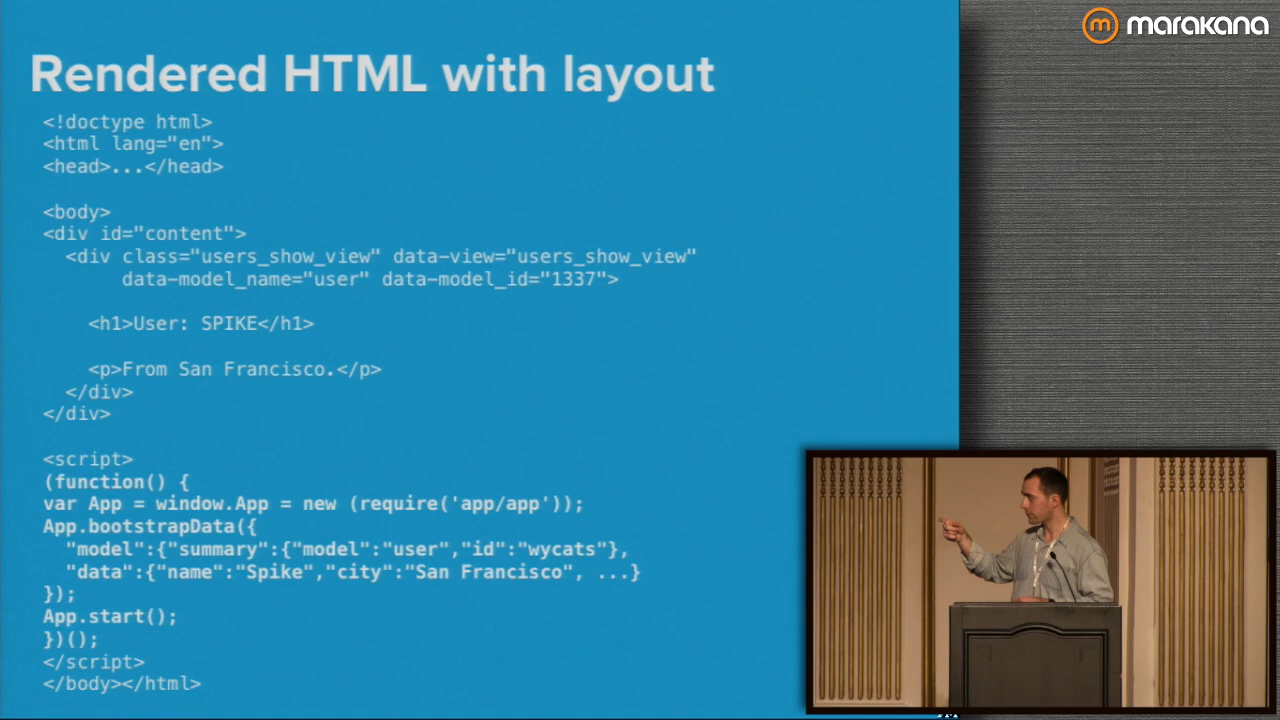 marakana
Rendered HTML with layout
<!doctype html>
<html lang="en">
<head>...</head>
<body>
<div id="content">
<div class="users_show_view" data-view="users_show_view"
data-model_name="user" data-model_id="1337">
<h1>User: SPIKE</h1>
<p>From San Francisco.</p>
</div>
</div>
<script>
(function() {
var App = window.App = new (require('app/app'));
App.bootstrapData({
"model":{"summary":{"model":"user","id":"wycats"},
"data":{"name":"Spike","city":"San Francisco", ...}
});
App.start();
})();
</script>
</body></html>